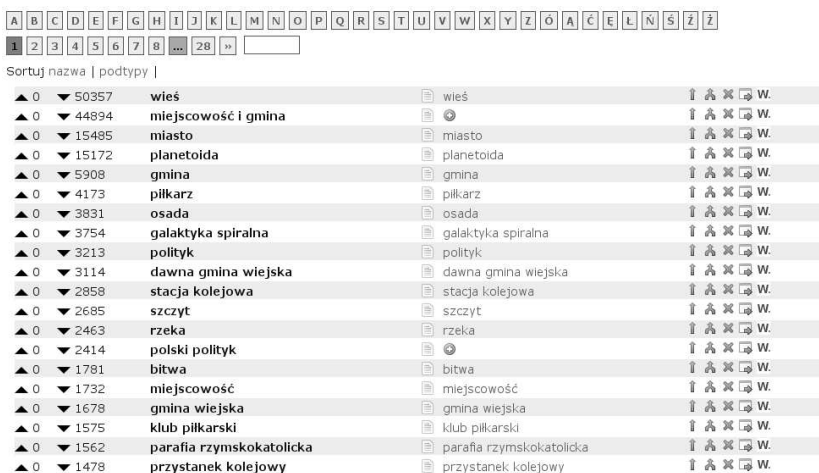 A B C D E F G H I J K L M N O P Q R S T U V W X Y Z Ó Ą Ć Ę Ł Ń Ś Ź Ż
1 2 3 4 5 6 7 8 ... 28 »
Sortuj nazwa | podtypy |
▲ 0 ▼ 50357 wieś wieś W.
▲ 0 ▼ 44894 miejscowość i gmina W.
▲ 0 ▼ 15485 miasto miasto W.
▲ 0 ▼ 15172 planetoida planetoida W.
▲ 0 ▼ 5908 gmina gmina W.
▲ 0 ▼ 4173 piłkarz piłkarz W.
▲ 0 ▼ 3831 osada osada W.
▲ 0 ▼ 3754 galaktyka spiralna galaktyka spiralna W.
▲ 0 ▼ 3213 polityk polityk W.
▲ 0 ▼ 3114 dawna gmina wiejska dawna gmina wiejska W.
▲ 0 ▼ 2858 stacja kolejowa stacja kolejowa W.
▲ 0 ▼ 2685 szczyt szczyt W.
▲ 0 ▼ 2463 rzeka rzeka W.
▲ 0 ▼ 2414 polski polityk W.
▲ 0 ▼ 1781 bitwa bitwa W.
▲ 0 ▼ 1732 miejscowość miejscowość W.
▲ 0 ▼ 1678 gmina wiejska gmina wiejska W.
▲ 0 ▼ 1575 klub piłkarski klub piłkarski W.
▲ 0 ▼ 1562 parafia rzymskokatolicka parafia rzymskokatolicka W.
▲ 0 ▼ 1478 przystanek kolejowy przystanek kolejowy W.